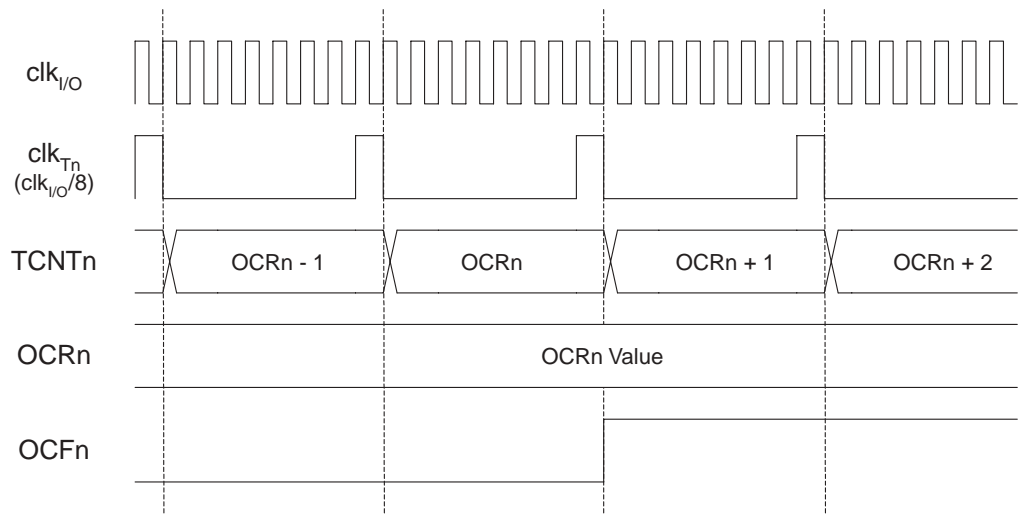 clkI/O
clkTn
(clkI/O/8)
TCNTn
OCRn - 1
OCRn
OCRn + 1
OCRn + 2
OCRn
OCRn Value
OCFn